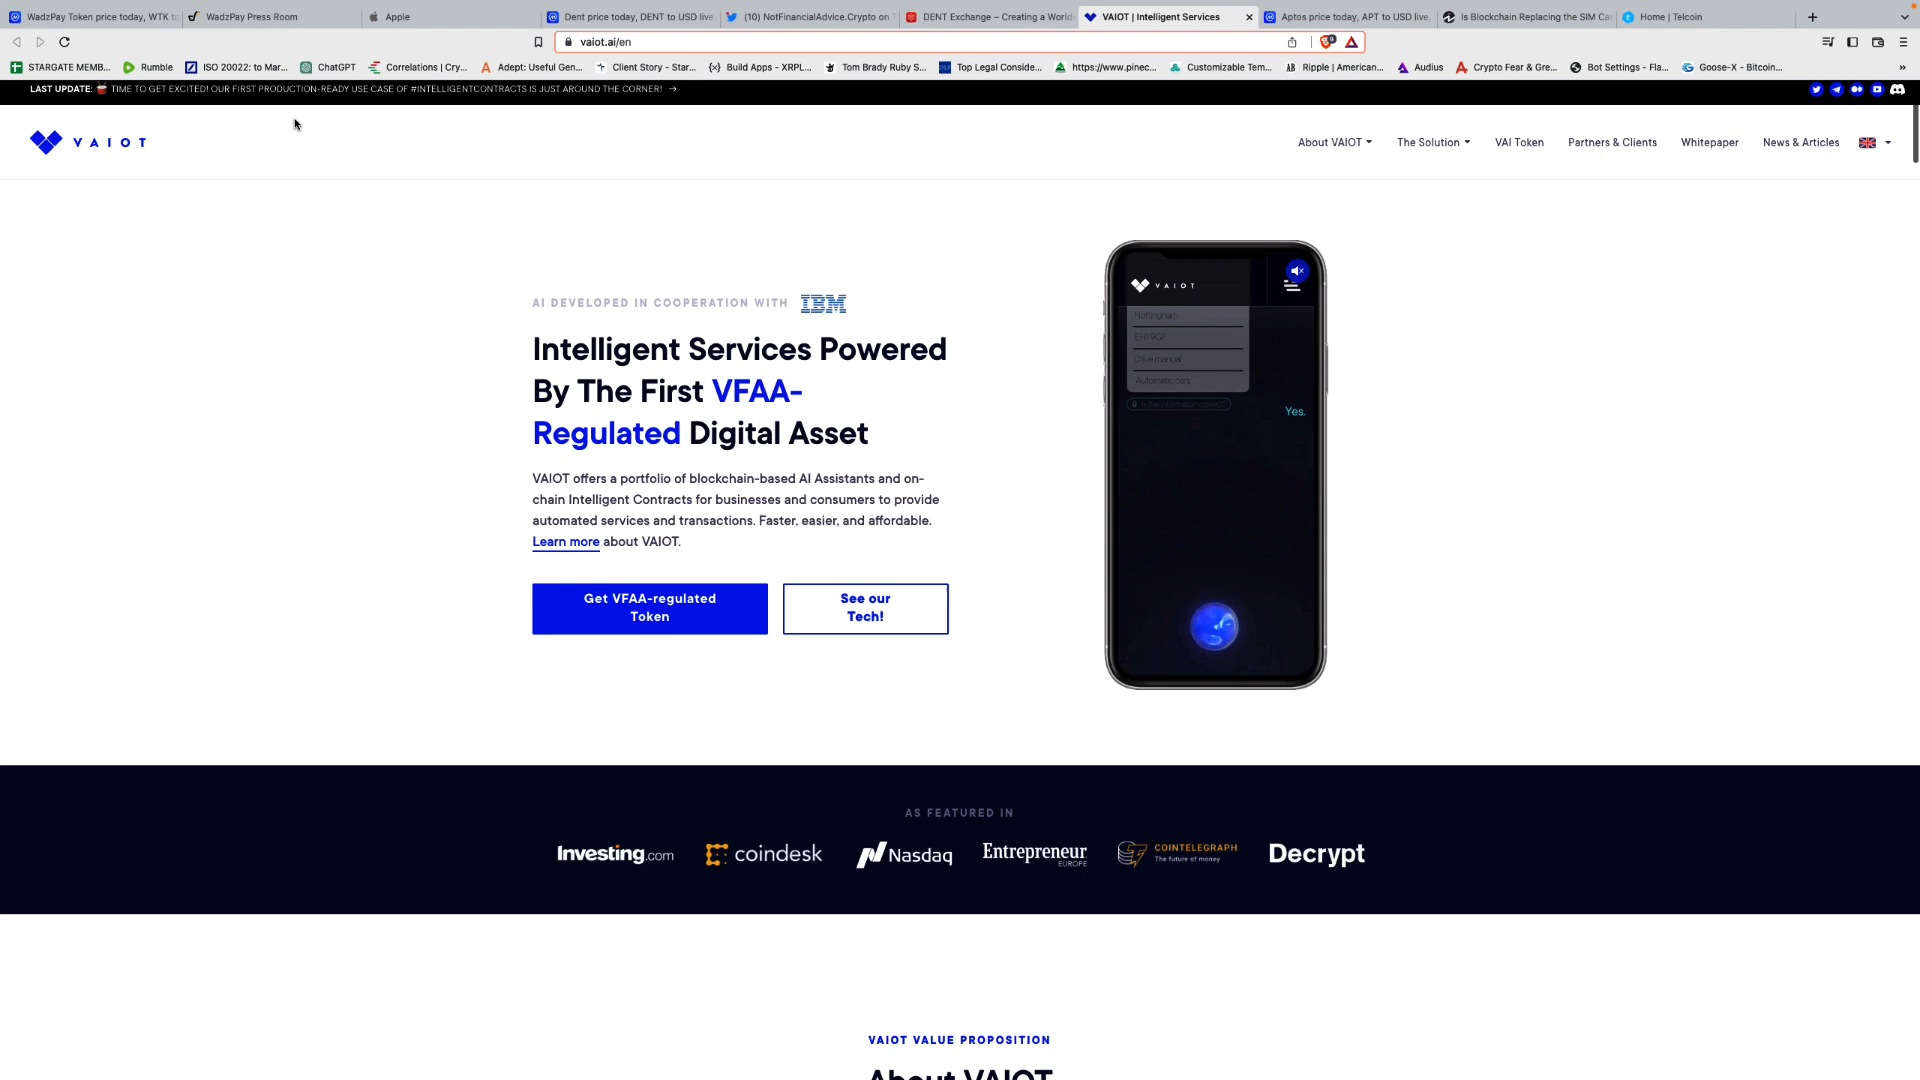 WadzPay Token price today, WTK to
WadzPay Press Room
Apple
Dent price today, DENT to USD live,
(10) NotFinancialAdvice.Crypto on T
DENT Exchange – Creating a World
VAIOT | Intelligent Services
Aptos price today, APT to USD live,
Is Blockchain Replacing the SIM Car
Home | Telcoin
vaiot.ai/en
STARGATE MEMB...
Rumble
ISO 20022: to Mar...
ChatGPT
Correlations | Cry...
Adept: Useful Gen...
Client Story - Star...
Build Apps - XRPL...
Tom Brady Ruby S...
Top Legal Conside...
https://www.pinec...
Customizable Tem...
Ripple | American...
Audius
Crypto Fear & Gre...
Bot Settings - Fla...
Goose-X - Bitcoin...
LAST UPDATE: TIME TO GET EXCITED! OUR FIRST PRODUCTION-READY USE CASE OF #INTELLIGENTCONTRACTS IS JUST AROUND THE CORNER! →
VAIOT
About VAIOT
The Solution
VAI Token
Partners & Clients
Whitepaper
News & Articles
AI DEVELOPED IN COOPERATION WITH IBM
Intelligent Services Powered
By The First VFAA-
Regulated Digital Asset
VAIOT offers a portfolio of blockchain-based AI Assistants and on-
chain Intelligent Contracts for businesses and consumers to provide
automated services and transactions. Faster, easier, and affordable.
Learn more about VAIOT.
Get VFAA-regulated
Token
See our
Tech!
VAIOT
Nottingham
Drive manual
Automatic cars
Is the information correct?
Yes.
AS FEATURED IN
Investing.com
coindesk
Nasdaq
Entrepreneur
EUROPE
COINTELEGRAPH
The future of money
Decrypt
VAIOT VALUE PROPOSITION
About VAIOT